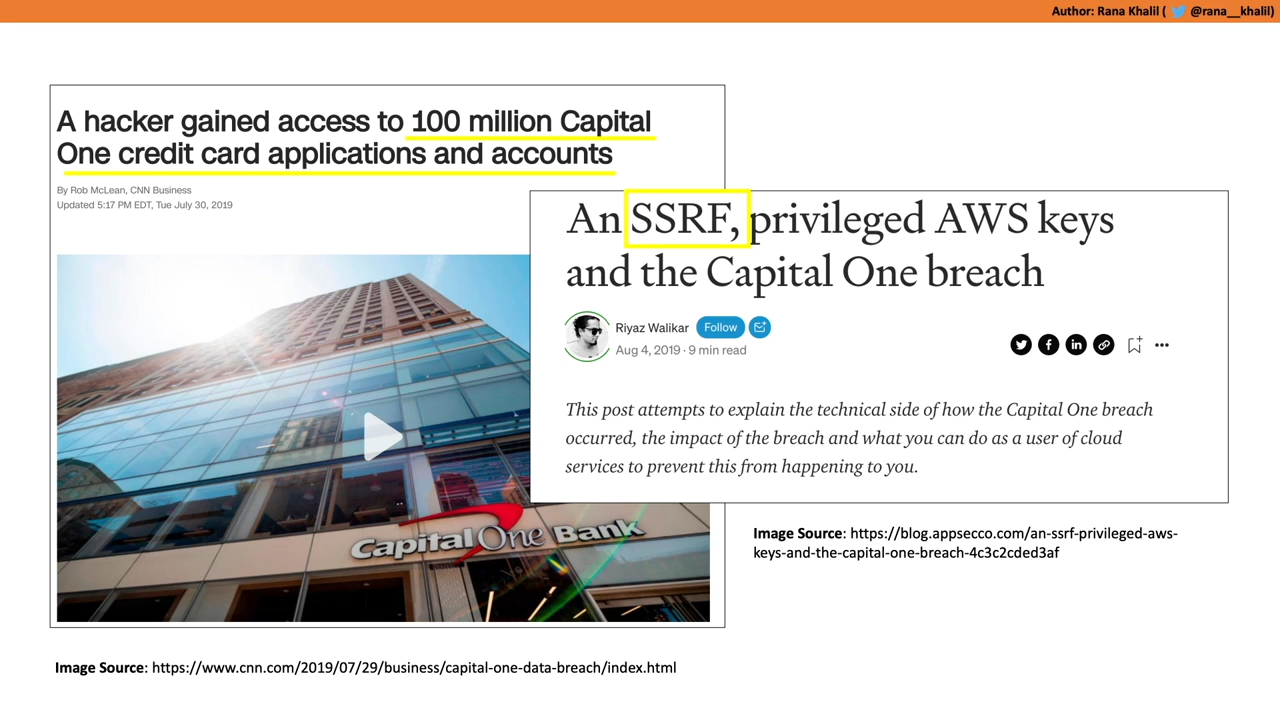 Author: Rana Khalil ( @rana__khalil)
A hacker gained access to 100 million Capital
One credit card applications and accounts
By Rob McLean, CNN Business
Updated 5:17 PM EDT, Tue July 30, 2019
An SSRF, privileged AWS keys
and the Capital One breach
Riyaz Walikar Follow
Aug 4, 2019 · 9 min read
This post attempts to explain the technical side of how the Capital One breach
occurred, the impact of the breach and what you can do as a user of cloud
services to prevent this from happening to you.
Capital One Bank
Image Source: https://blog.appsecco.com/an-ssrf-privileged-aws-
keys-and-the-capital-one-breach-4c3c2cded3af
Image Source: https://www.cnn.com/2019/07/29/business/capital-one-data-breach/index.html